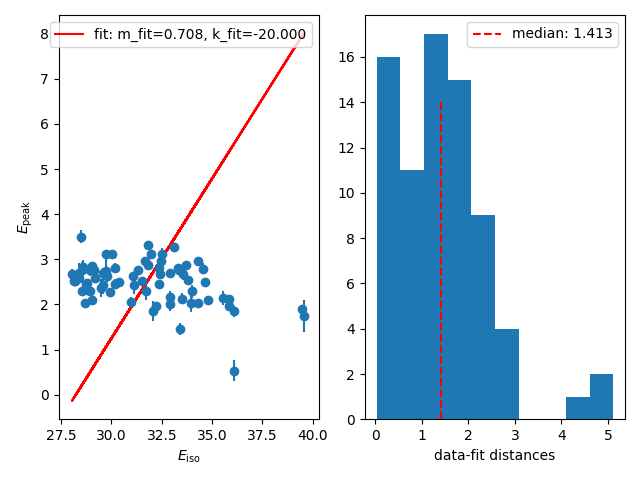 fit: m_fit=0.708, k_fit=-20.000
8
7
6
5
4
3
2
1
0
E_peak
27.5 30.0 32.5 35.0 37.5 40.0
E_iso
median: 1.413
16
14
12
10
8
6
4
2
0
0 1 2 3 4 5
data-fit distances